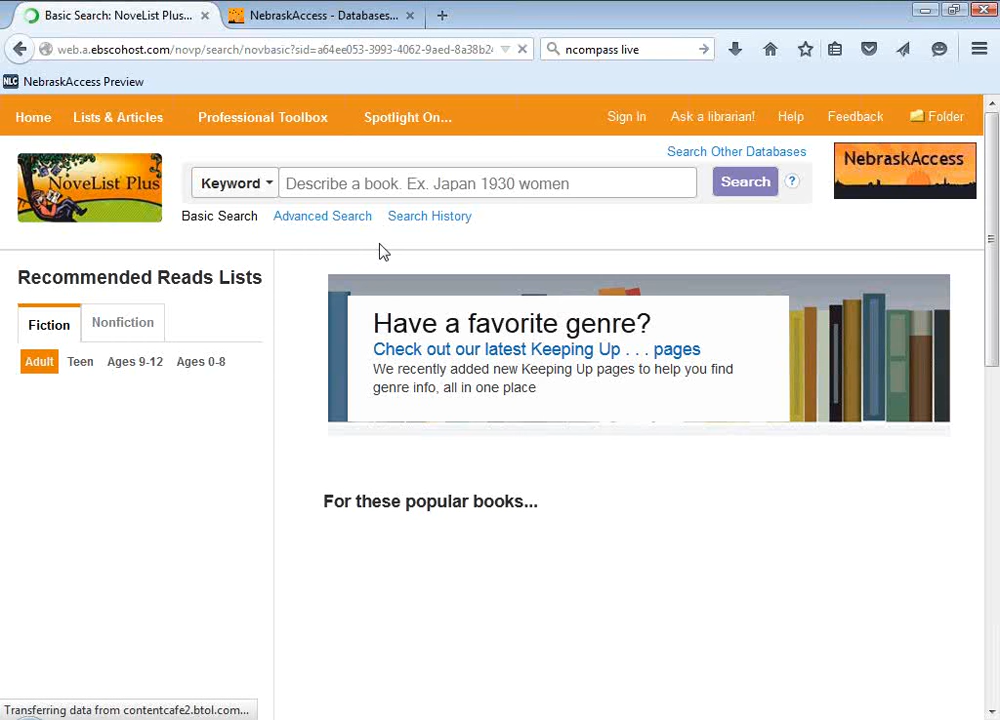 Basic Search: NoveList Plus...
NebraskAccess - Databases...
web.a.ebscohost.com/novp/search/novbasic?sid=a64ee053-3993-4062-9aed-8a38b24
ncompass live
NLC NebraskAccess Preview
Home Lists & Articles Professional Toolbox Spotlight On... Sign In Ask a librarian! Help Feedback Folder
Search Other Databases
NebraskAccess
NoveList Plus
Keyword Describe a book. Ex. Japan 1930 women Search ?
Basic Search Advanced Search Search History
Recommended Reads Lists
Fiction Nonfiction
Adult Teen Ages 9-12 Ages 0-8
Have a favorite genre?
Check out our latest Keeping Up . . . pages
We recently added new Keeping Up pages to help you find
genre info, all in one place
For these popular books...
Transferring data from contentcafe2.btol.com...